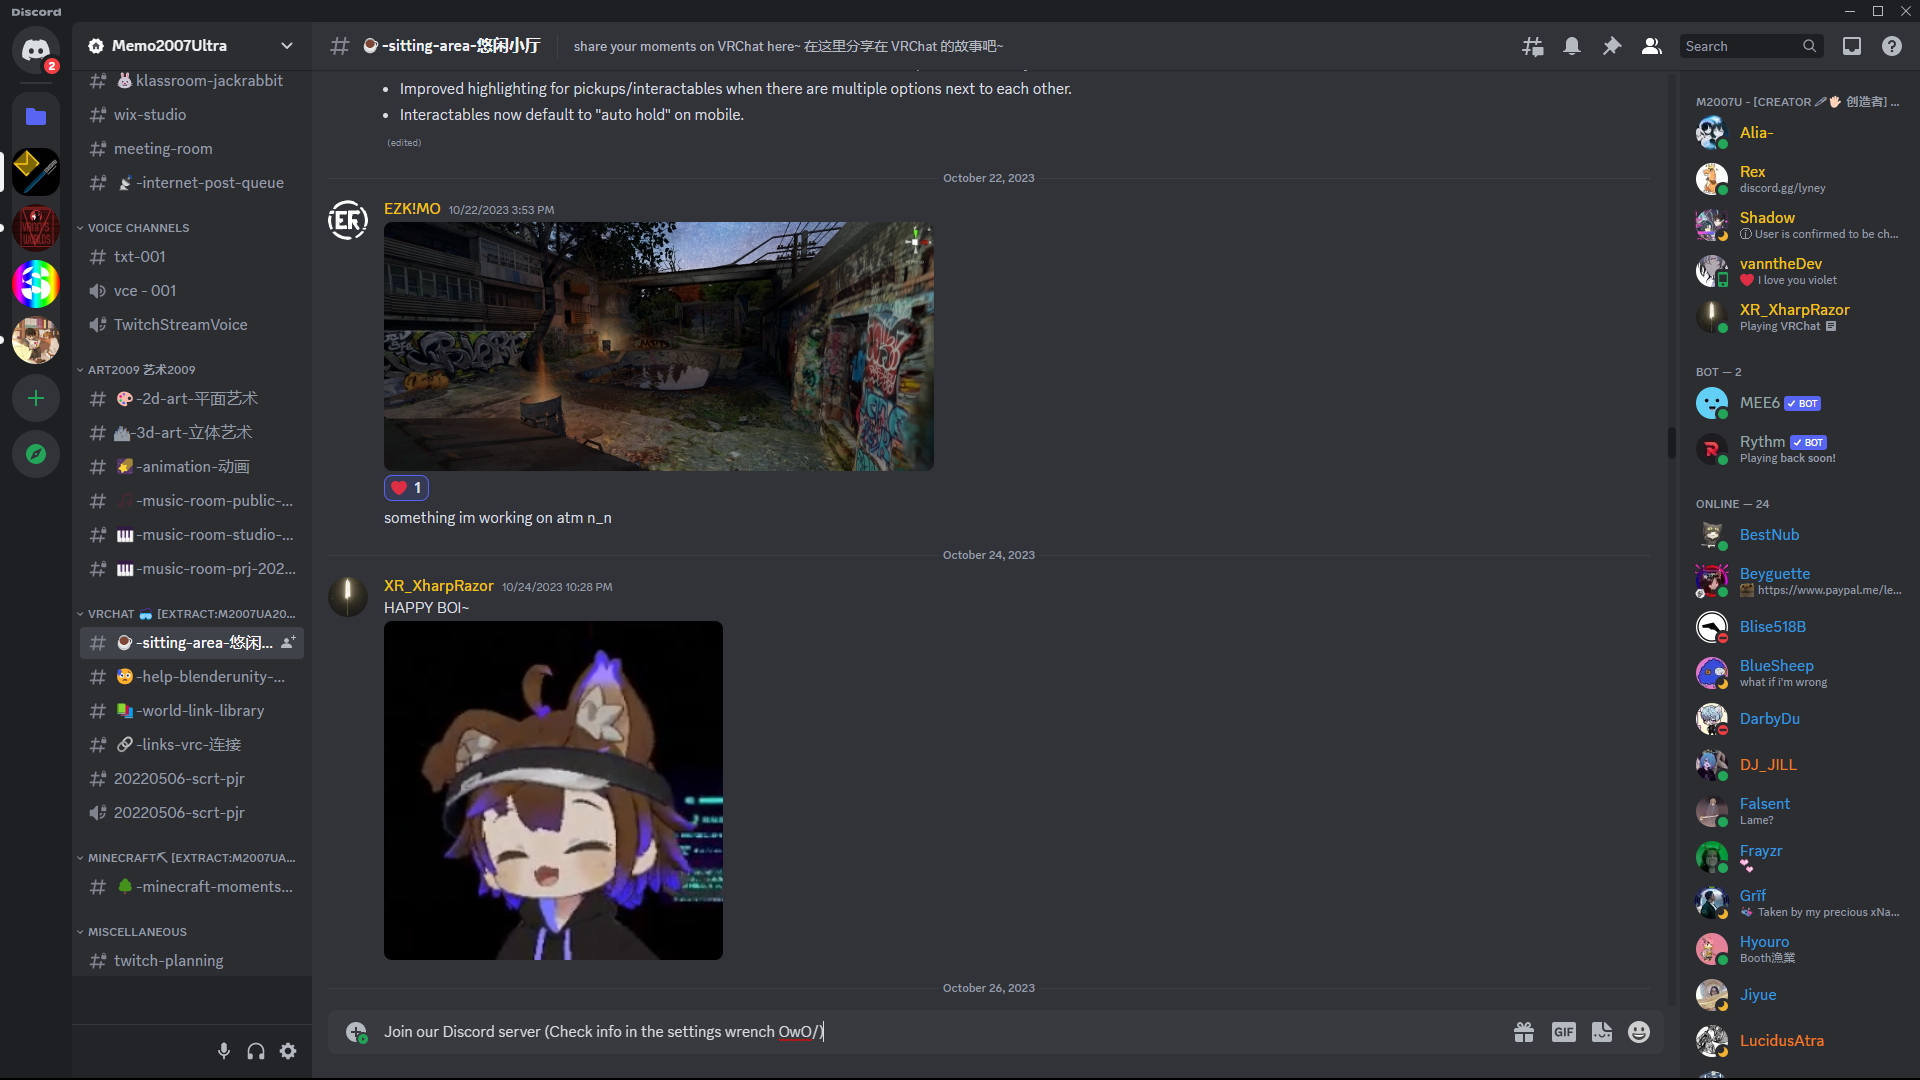 Discord
2
Memo2007Ultra
klassroom-jackrabbit
wix-studio
meeting-room
-internet-post-queue
VOICE CHANNELS
txt-001
vce - 001
TwitchStreamVoice
ART2009 艺术2009
-2d-art-平面艺术
-3d-art-立体艺术
-animation-动画
-music-room-public-...
-music-room-studio-...
-music-room-prj-202...
VRCHAT 🥽 [EXTRACT:M2007UA20...
-sitting-area-悠闲...
-help-blenderunity-...
-world-link-library
-links-vrc-连接
20220506-scrt-pjr
20220506-scrt-pjr
MINECRAFT⛏ [EXTRACT:M2007UA...
-minecraft-moments...
MISCELLANEOUS
twitch-planning
-sitting-area-悠闲小厅
share your moments on VRChat here~ 在这里分享在 VRChat 的故事吧~
Search
• Improved highlighting for pickups/interactables when there are multiple options next to each other.
• Interactables now default to "auto hold" on mobile.
(edited)
October 22, 2023
EZK!MO 10/22/2023 3:53 PM
1
something im working on atm n_n
October 24, 2023
XR_XharpRazor 10/24/2023 10:28 PM
HAPPY BOI~
October 26, 2023
Join our Discord server (Check info in the settings wrench OwO/)
GIF
M2007U - [CREATOR 🖊🖐🏻 创造者] ...
Alia-
Rex
discord.gg/lyney
Shadow
User is confirmed to be ch...
vanntheDev
I love you violet
XR_XharpRazor
Playing VRChat
BOT — 2
MEE6 ✓ BOT
Rythm ✓ BOT
Playing back soon!
ONLINE — 24
BestNub
Beyguette
https://www.paypal.me/le...
Blise518B
BlueSheep
what if i'm wrong
DarbyDu
DJ_JILL
Falsent
Lame?
Frayzr
Grïf
Taken by my precious xNa...
Hyouro
Booth漁業
Jiyue
LucidusAtra